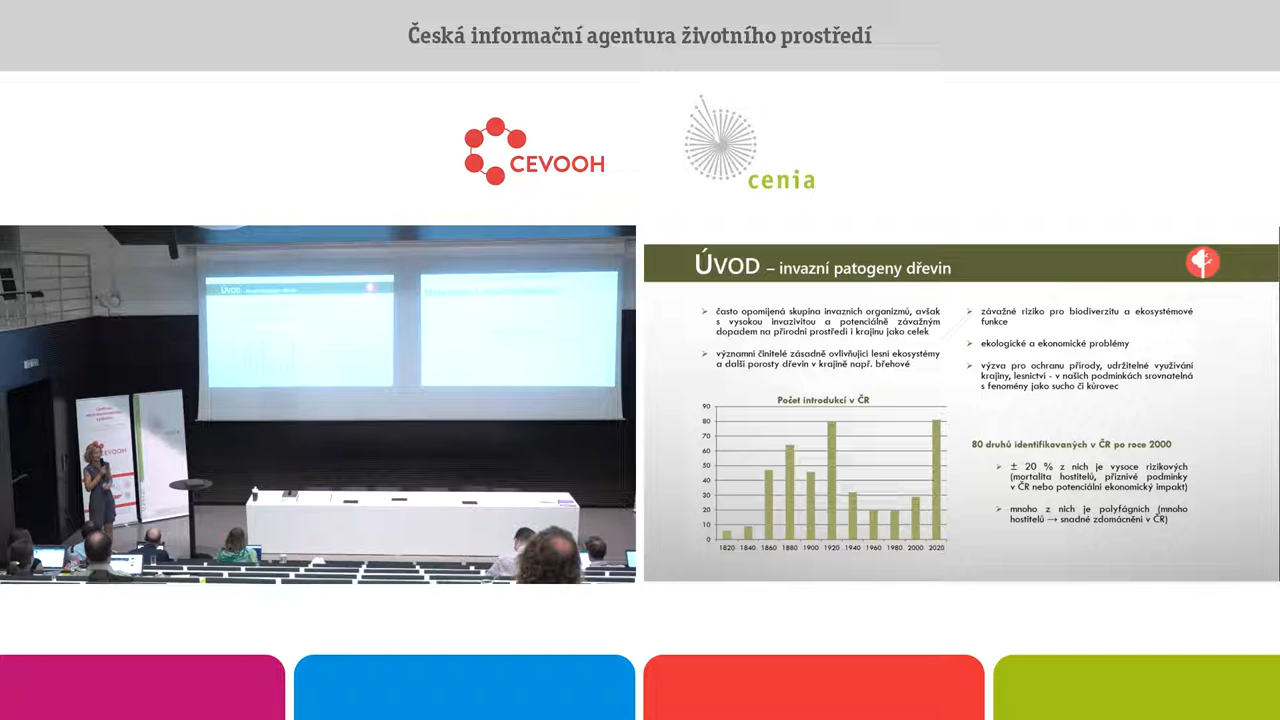 Česká informační agentura životního prostředí
CEVOOH
cenia
ÚVOD – invazní patogeny dřevin
často opomíjená skupina invazních organizmů, avšak
s vysokou invazivitou a potenciálně závažným
dopadem na přírodní prostředí i krajinu jako celek
významní činitelé zásadně ovlivňující lesní ekosystémy
a další porosty dřevin v krajině např. břehové
Počet introdukcí v ČR
90
80
70
60
50
40
30
20
10
0
1820 1840 1860 1880 1900 1920 1940 1960 1980 2000 2020
závažné riziko pro biodiverzitu a ekosystémové
funkce
ekologické a ekonomické problémy
výzva pro ochranu přírody, udržitelné využívání
krajiny, lesnictví - v našich podmínkách srovnatelná
s fenomény jako sucho či kůrovec
80 druhů identifikovaných v ČR po roce 2000
± 20 % z nich je vysoce rizikových
(mortalita hostitelů, příznivé podmínky
v ČR nebo potenciální ekonomický impakt)
mnoho z nich je polyfágních (mnoho
hostitelů → snadné zdomácnění v ČR)
ÚVOD
CEVOOH